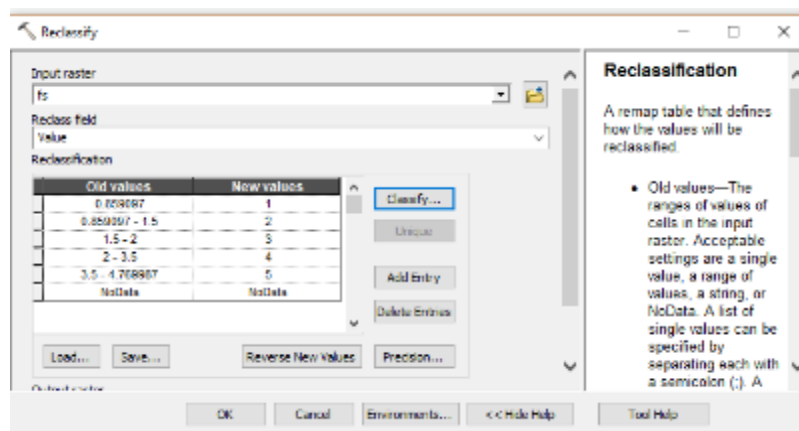 Reclassify
Input raster
fs
Reclass field
Value
Reclassification
Old values New values
0.859097 1
0.859097 - 1.5 2
1.5 - 2 3
2 - 3.5 4
3.5 - 4.769987 5
NoData NoData
Classify...
Unique
Add Entry
Delete Entries
Load... Save... Reverse New Values Precision...
Output raster
OK Cancel Environments... << Hide Help Tool Help
Reclassification
A remap table that defines
how the values will be
reclassified.
• Old values—The
ranges of values of
cells in the input
raster. Acceptable
settings are a single
value, a range of
values, a string, or
NoData. A list of
single values can be
specified by
separating each with
a semicolon (;). A